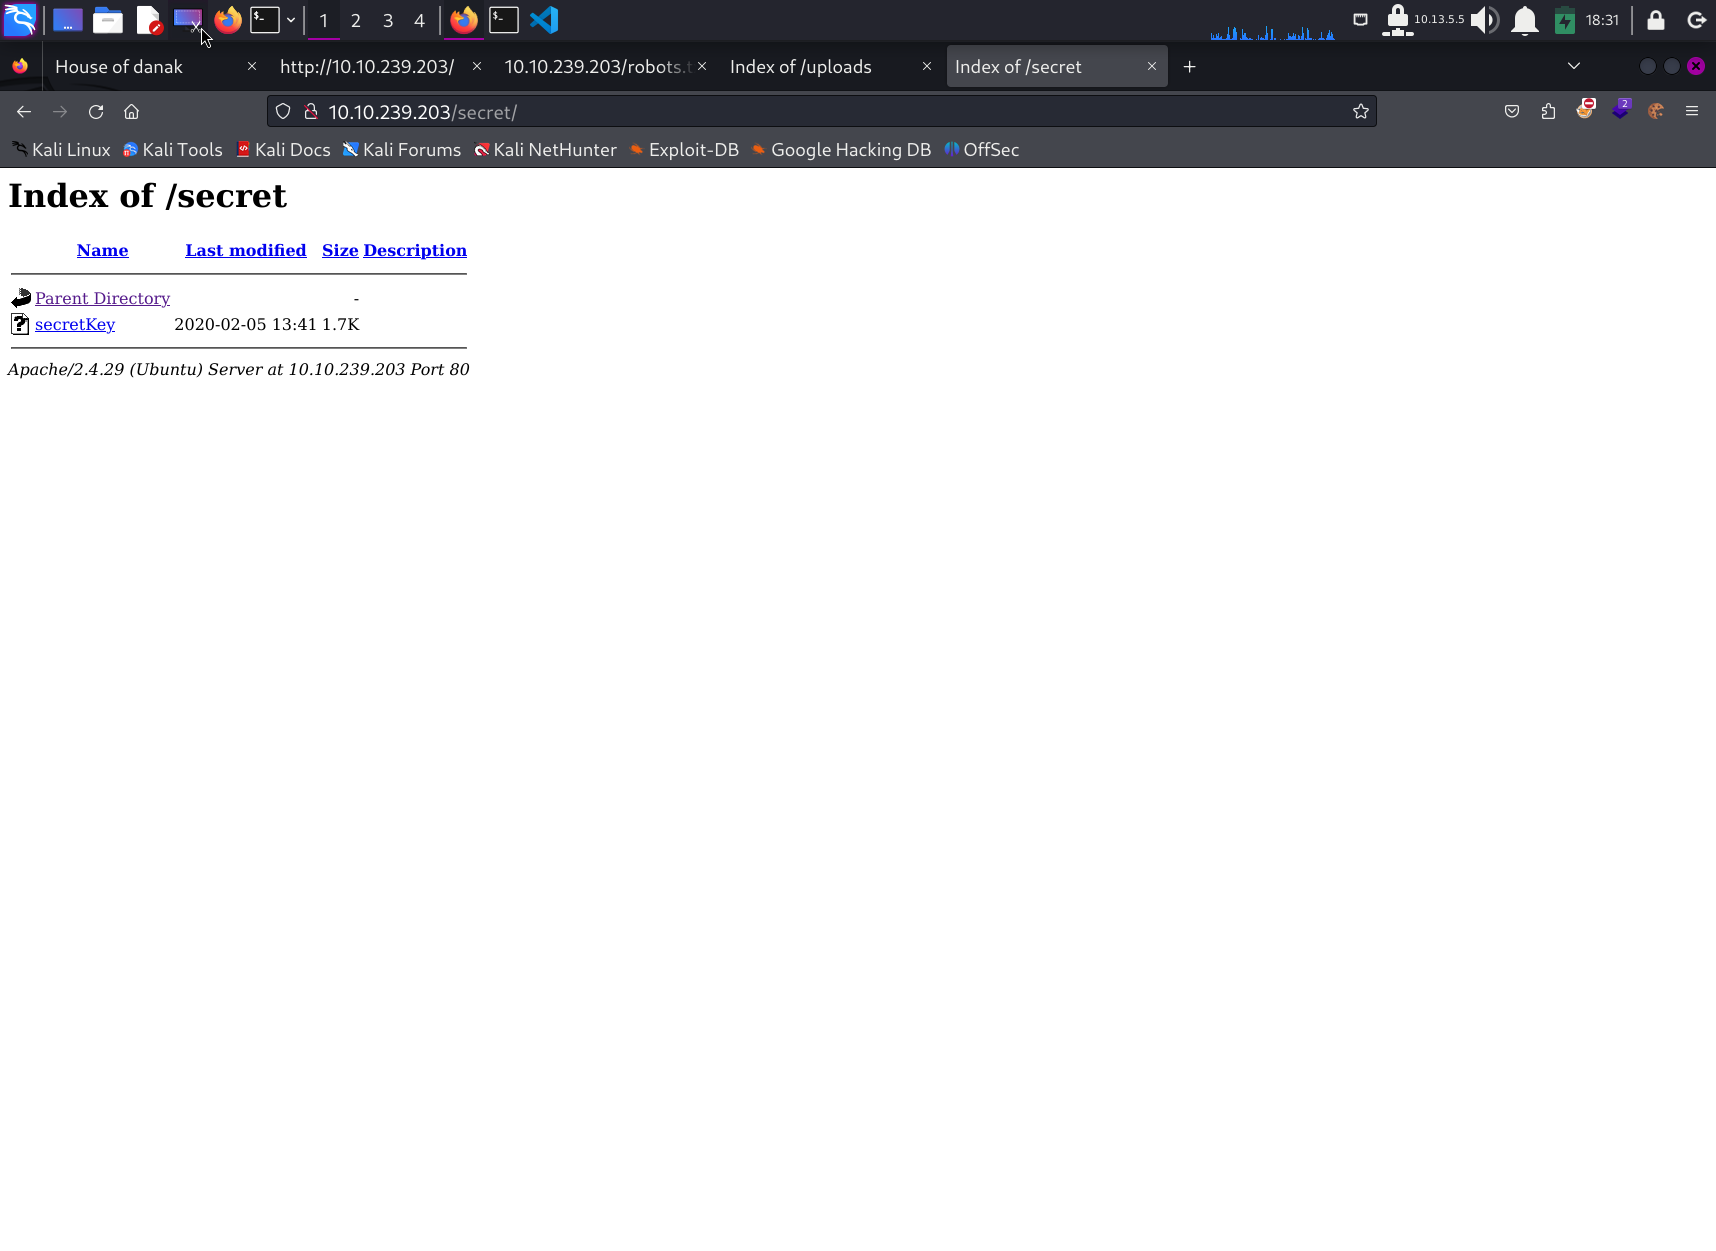 1 2 3 4 10.13.5.5 18:31
House of danak http://10.10.239.203/ 10.10.239.203/robots.t Index of /uploads Index of /secret
10.10.239.203/secret/ 2
Kali Linux Kali Tools Kali Docs Kali Forums Kali NetHunter Exploit-DB Google Hacking DB OffSec
Index of /secret
Name Last modified Size Description
Parent Directory -
secretKey 2020-02-05 13:41 1.7K
Apache/2.4.29 (Ubuntu) Server at 10.10.239.203 Port 80